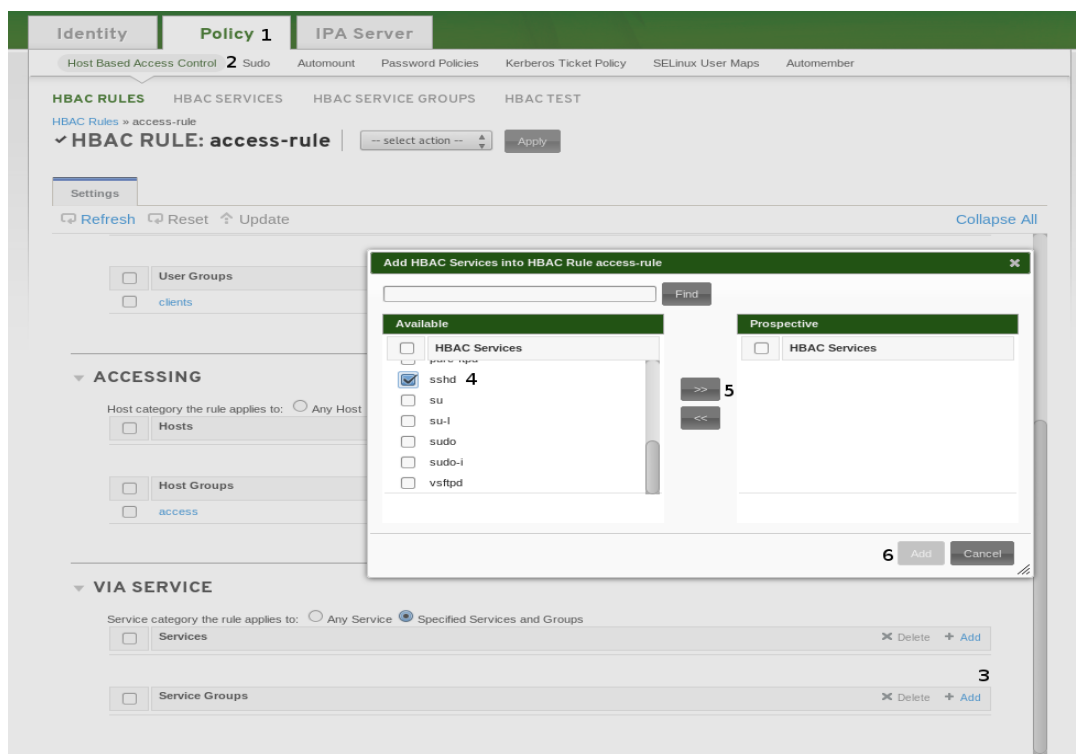 Identity Policy 1 IPA Server
Host Based Access Control 2 Sudo Automount Password Policies Kerberos Ticket Policy SELinux User Maps Automember
HBAC RULES HBAC SERVICES HBAC SERVICE GROUPS HBAC TEST
HBAC Rules » access-rule
HBAC RULE: access-rule -- select action -- Apply
Settings
Refresh Reset Update Collapse All
User Groups
clients
ACCESSING
Host category the rule applies to: Any Host
Hosts
Host Groups
access
Add HBAC Services into HBAC Rule access-rule
Find
Available
HBAC Services
sshd 4
su
su-l
sudo
sudo-i
vsftpd
>> 5
<<
Prospective
HBAC Services
6 Add Cancel
VIA SERVICE
Service category the rule applies to: Any Service Specified Services and Groups
Services Delete + Add
3
Service Groups Delete + Add